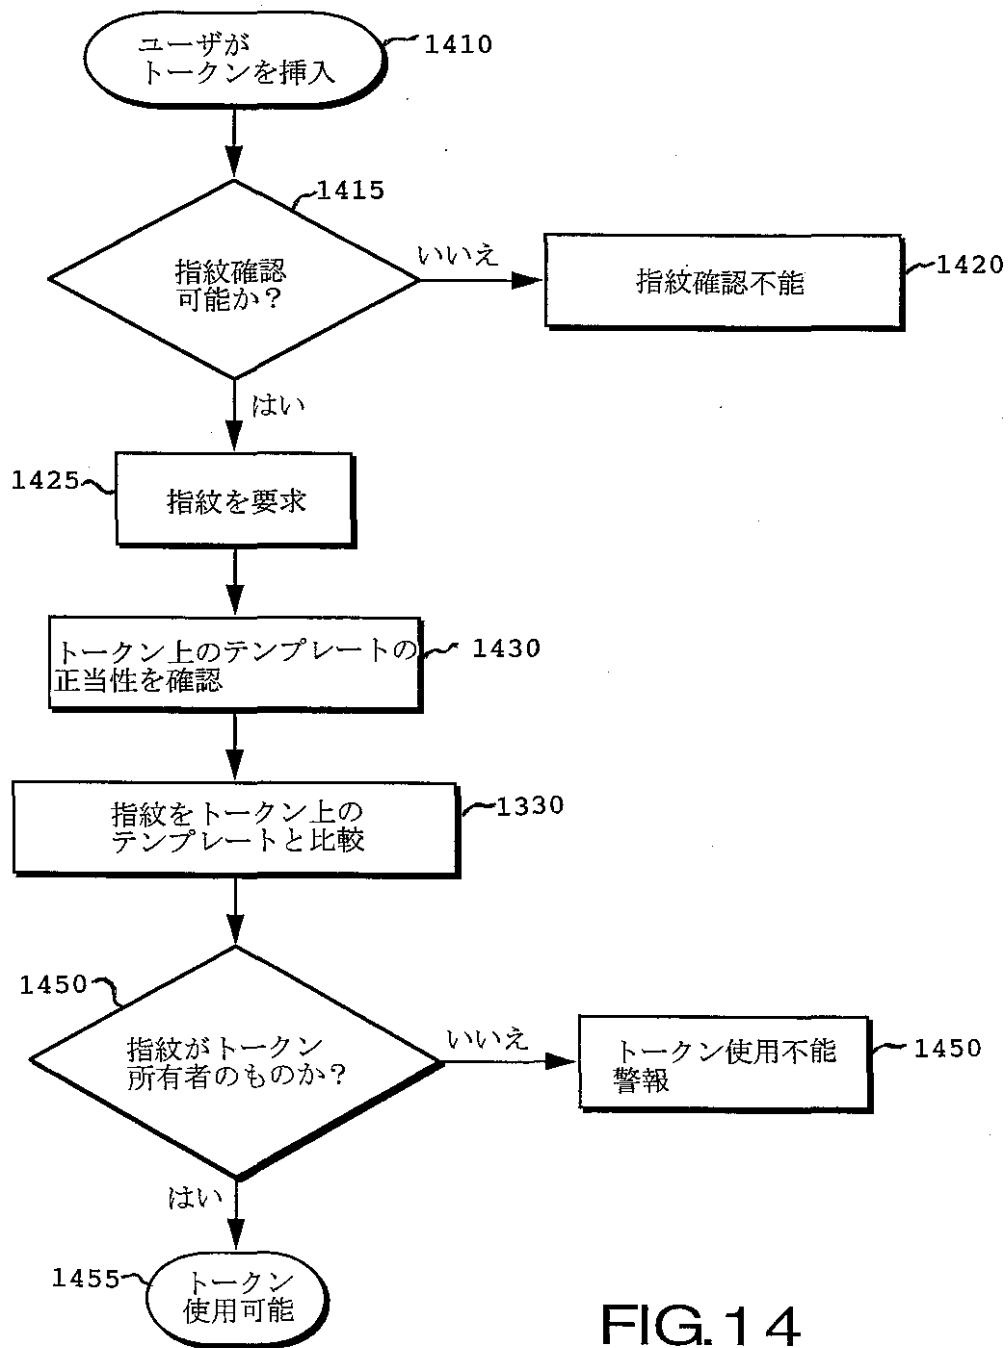 ユーザが
トークンを挿入
1410
1415
指紋確認
可能か？
いいえ
指紋確認不能
1420
はい
1425
指紋を要求
トークン上のテンプレートの
正当性を確認
1430
指紋をトークン上の
テンプレートと比較
1330
1450
指紋がトークン
所有者のものか？
いいえ
トークン使用不能
警報
1450
はい
1455
トークン
使用可能
FIG.14